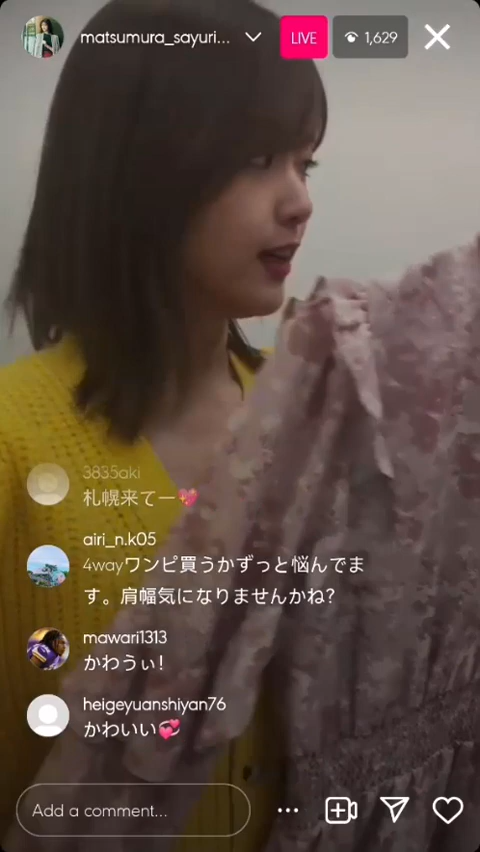 matsumura_sayuri...
LIVE
1,629
3835aki
札幌来てー💖
airi_n.k05
4wayワンピ買うかずっと悩んでま
す。肩幅気になりませんかね?
mawari1313
かわうぃ!
heigeyuanshiyan76
かわいい💞
Add a comment...